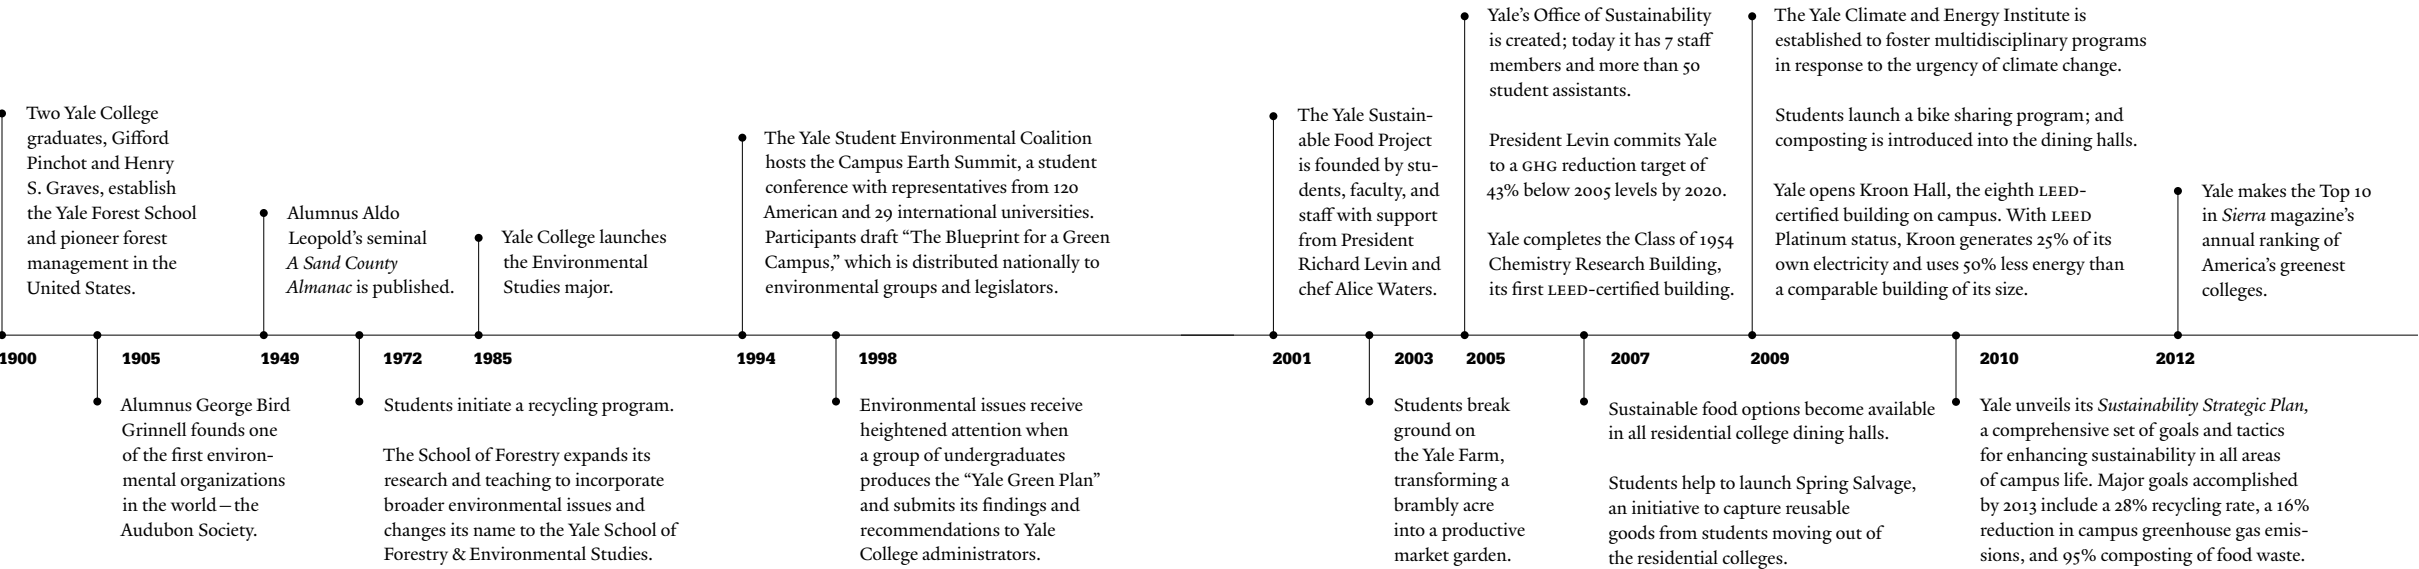 Two Yale College
graduates, Gifford
Pinchot and Henry
S. Graves, establish
the Yale Forest School
and pioneer forest
management in the
United States.
1900
1905
Alumnus George Bird
Grinnell founds one
of the first environ-
mental organizations
in the world—the
Audubon Society.
Alumnus Aldo
Leopold’s seminal
A Sand County
Almanac is published.
1949
1972
Students initiate a recycling program.
The School of Forestry expands its
research and teaching to incorporate
broader environmental issues and
changes its name to the Yale School of
Forestry & Environmental Studies.
Yale College launches
the Environmental
Studies major.
1985
The Yale Student Environmental Coalition
hosts the Campus Earth Summit, a student
conference with representatives from 120
American and 29 international universities.
Participants draft “The Blueprint for a Green
Campus,” which is distributed nationally to
environmental groups and legislators.
1994
1998
Environmental issues receive
heightened attention when
a group of undergraduates
produces the “Yale Green Plan”
and submits its findings and
recommendations to Yale
College administrators.
The Yale Sustain-
able Food Project
is founded by stu-
dents, faculty, and
staff with support
from President
Richard Levin and
chef Alice Waters.
2001
2003
Students break
ground on
the Yale Farm,
transforming a
brambly acre
into a productive
market garden.
Yale’s Office of Sustainability
is created; today it has 7 staff
members and more than 50
student assistants.
President Levin commits Yale
to a GHG reduction target of
43% below 2005 levels by 2020.
Yale completes the Class of 1954
Chemistry Research Building,
its first LEED-certified building.
2005
2007
Sustainable food options become available
in all residential college dining halls.
Students help to launch Spring Salvage,
an initiative to capture reusable
goods from students moving out of
the residential colleges.
The Yale Climate and Energy Institute is
established to foster multidisciplinary programs
in response to the urgency of climate change.
Students launch a bike sharing program; and
composting is introduced into the dining halls.
Yale opens Kroon Hall, the eighth LEED-
certified building on campus. With LEED
Platinum status, Kroon generates 25% of its
own electricity and uses 50% less energy than
a comparable building of its size.
2009
2010
Yale unveils its Sustainability Strategic Plan,
a comprehensive set of goals and tactics
for enhancing sustainability in all areas
of campus life. Major goals accomplished
by 2013 include a 28% recycling rate, a 16%
reduction in campus greenhouse gas emis-
sions, and 95% composting of food waste.
Yale makes the Top 10
in Sierra magazine’s
annual ranking of
America’s greenest
colleges.
2012